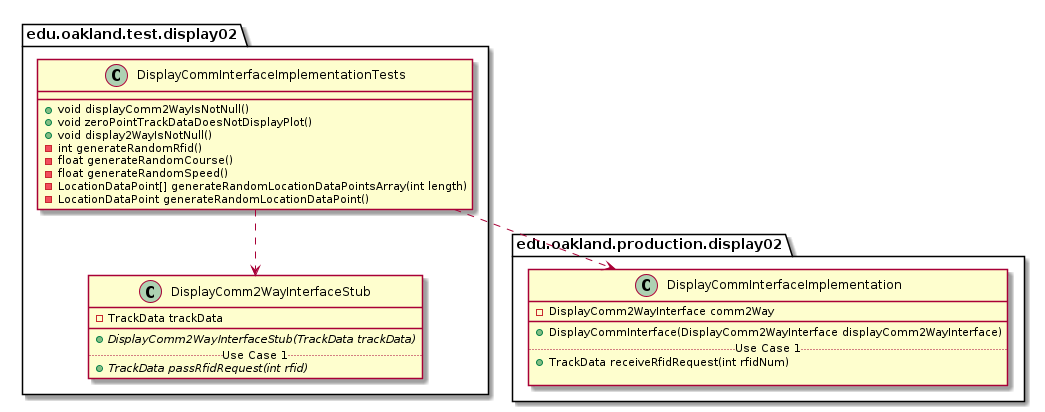 edu.oakland.test.display02
C DisplayCommInterfaceImplementationTests
void displayComm2WayIsNotNull()
void zeroPointTrackDataDoesNotDisplayPlot()
void display2WayIsNotNull()
int generateRandomRfid()
float generateRandomCourse()
float generateRandomSpeed()
LocationDataPoint[] generateRandomLocationDataPointsArray(int length)
LocationDataPoint generateRandomLocationDataPoint()
C DisplayComm2WayInterfaceStub
TrackData trackData
DisplayComm2WayInterfaceStub(TrackData trackData)
Use Case 1
TrackData passRfidRequest(int rfid)
edu.oakland.production.display02
C DisplayCommInterfaceImplementation
DisplayComm2WayInterface comm2Way
DisplayCommInterface(DisplayComm2WayInterface displayComm2WayInterface)
Use Case 1
TrackData receiveRfidRequest(int rfidNum)